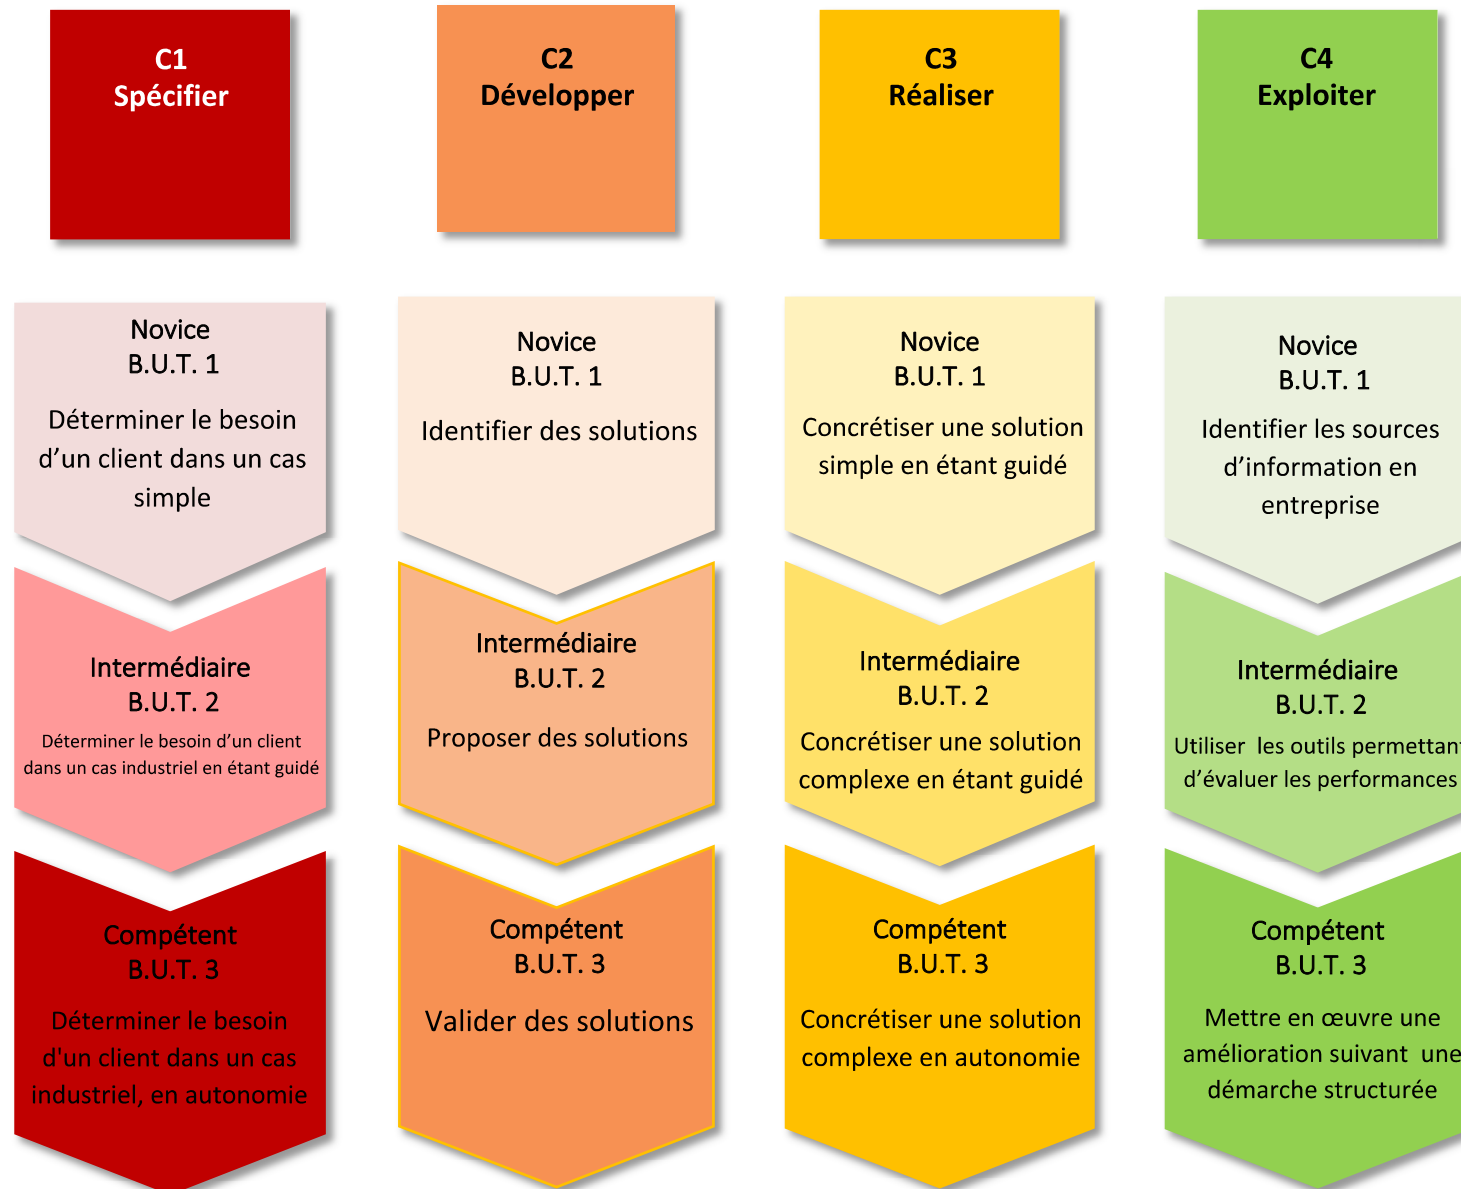 C1
Spécifier
C2
Développer
C3
Réaliser
C4
Exploiter
Novice
B.U.T. 1
Déterminer le besoin
d’un client dans un cas
simple
Novice
B.U.T. 1
Identifier des solutions
Novice
B.U.T. 1
Concrétiser une solution
simple en étant guidé
Novice
B.U.T. 1
Identifier les sources
d’information en
entreprise
Intermédiaire
B.U.T. 2
Déterminer le besoin d’un client
dans un cas industriel en étant guidé
Intermédiaire
B.U.T. 2
Proposer des solutions
Intermédiaire
B.U.T. 2
Concrétiser une solution
complexe en étant guidé
Intermédiaire
B.U.T. 2
Utiliser les outils permettant
d’évaluer les performances
Compétent
B.U.T. 3
Déterminer le besoin
d'un client dans un cas
industriel, en autonomie
Compétent
B.U.T. 3
Valider des solutions
Compétent
B.U.T. 3
Concrétiser une solution
complexe en autonomie
Compétent
B.U.T. 3
Mettre en œuvre une
amélioration suivant une
démarche structurée